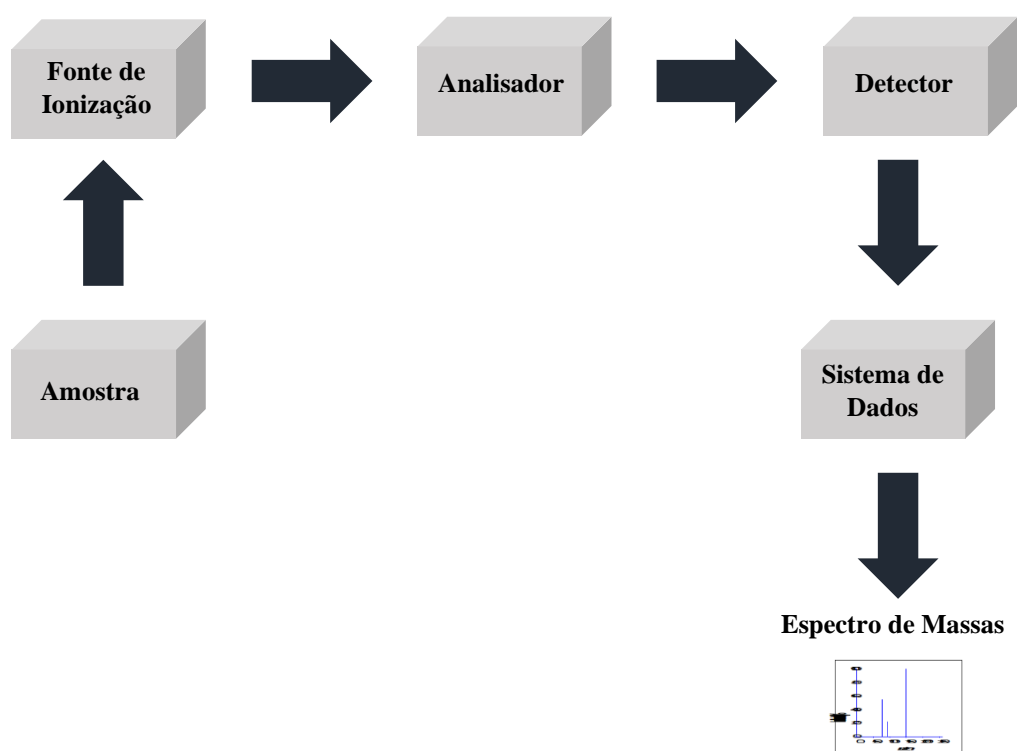 Fonte de
Ionização
Analisador
Detector
Amostra
Sistema de
Dados
Espectro de Massas